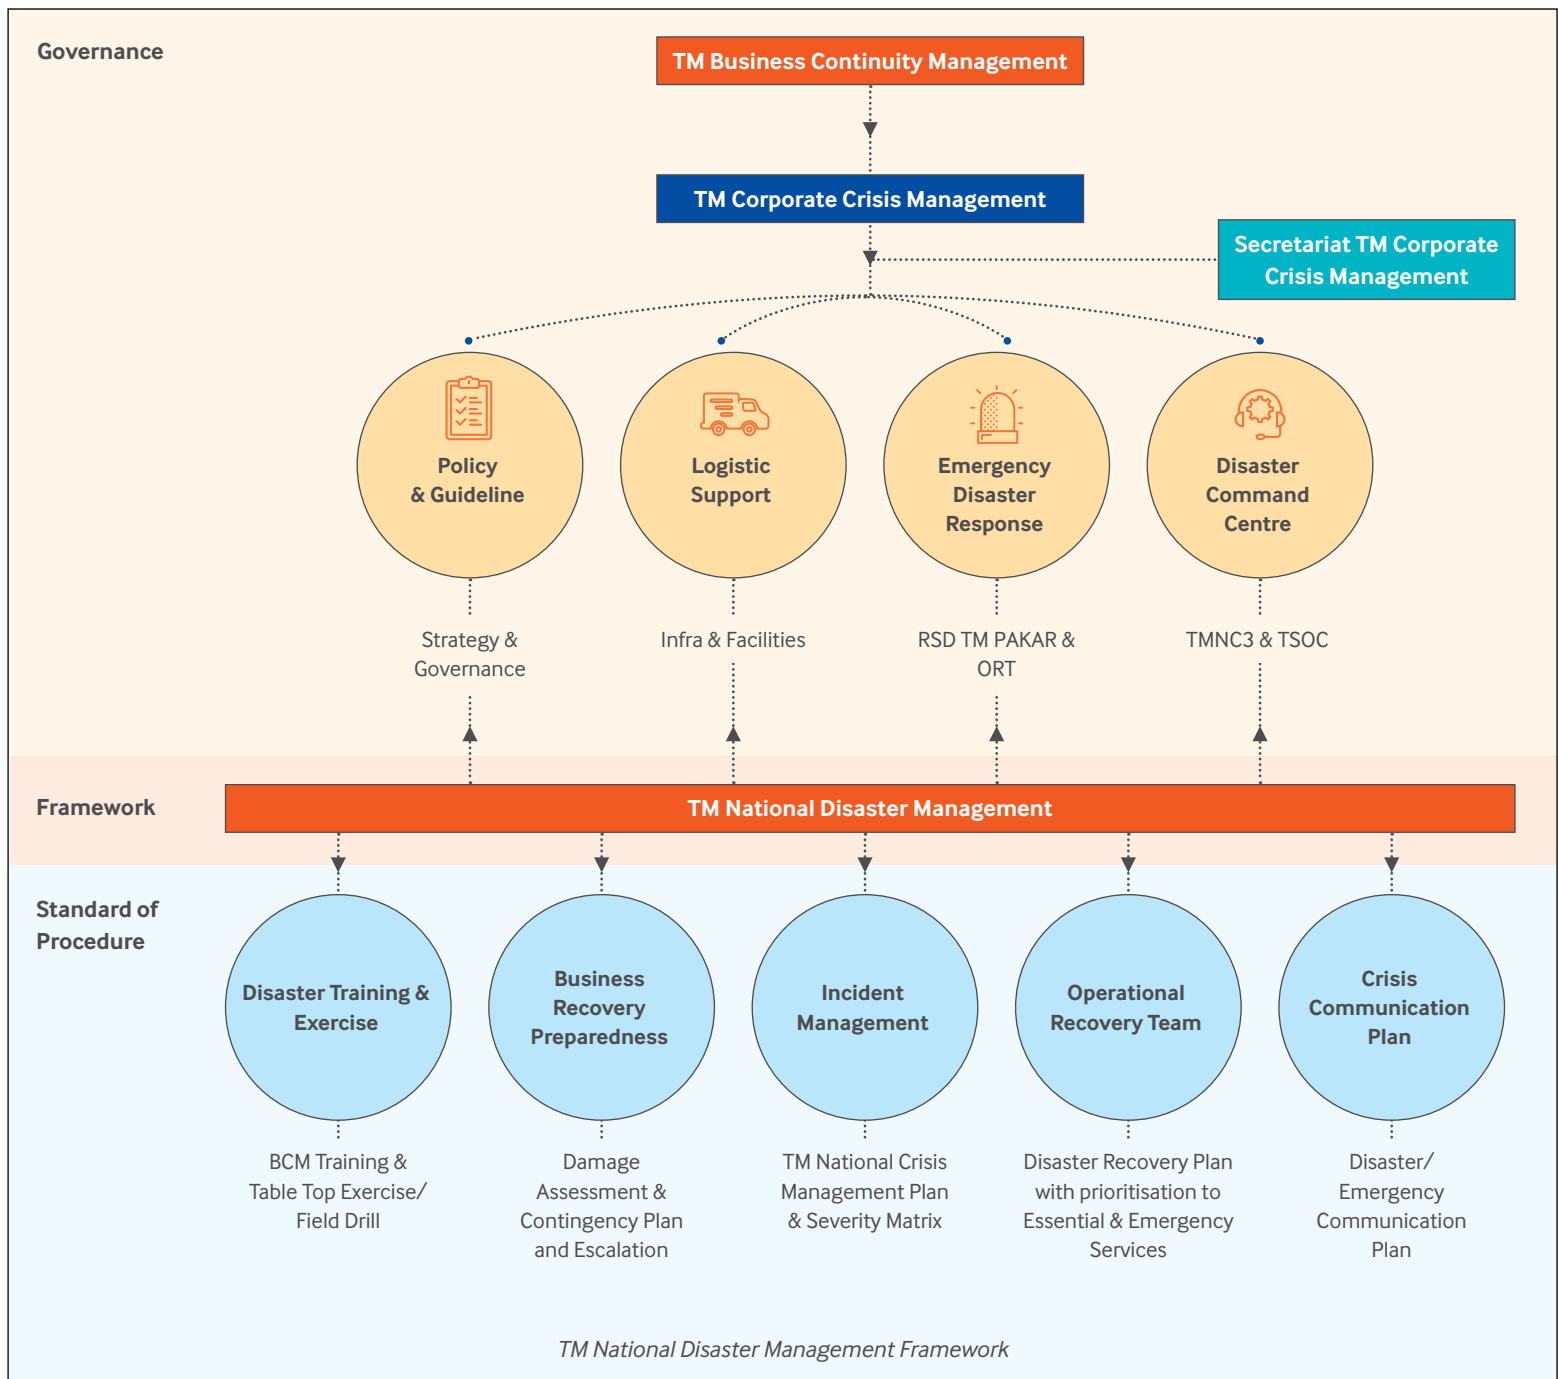 Governance
TM Business Continuity Management
TM Corporate Crisis Management
Secretariat TM Corporate
Crisis Management
Policy
& Guideline
Logistic
Support
Emergency
Disaster
Response
Disaster
Command
Centre
Strategy &
Governance
Infra & Facilities
RSD TM PAKAR &
ORT
TMNC3 & TSOC
Framework
TM National Disaster Management
Standard of
Procedure
Disaster Training &
Exercise
Business
Recovery
Preparedness
Incident
Management
Operational
Recovery Team
Crisis
Communication
Plan
BCM Training &
Table Top Exercise/
Field Drill
Damage
Assessment &
Contingency Plan
and Escalation
TM National Crisis
Management Plan
& Severity Matrix
Disaster Recovery Plan
with prioritisation to
Essential & Emergency
Services
Disaster/
Emergency
Communication
Plan
TM National Disaster Management Framework